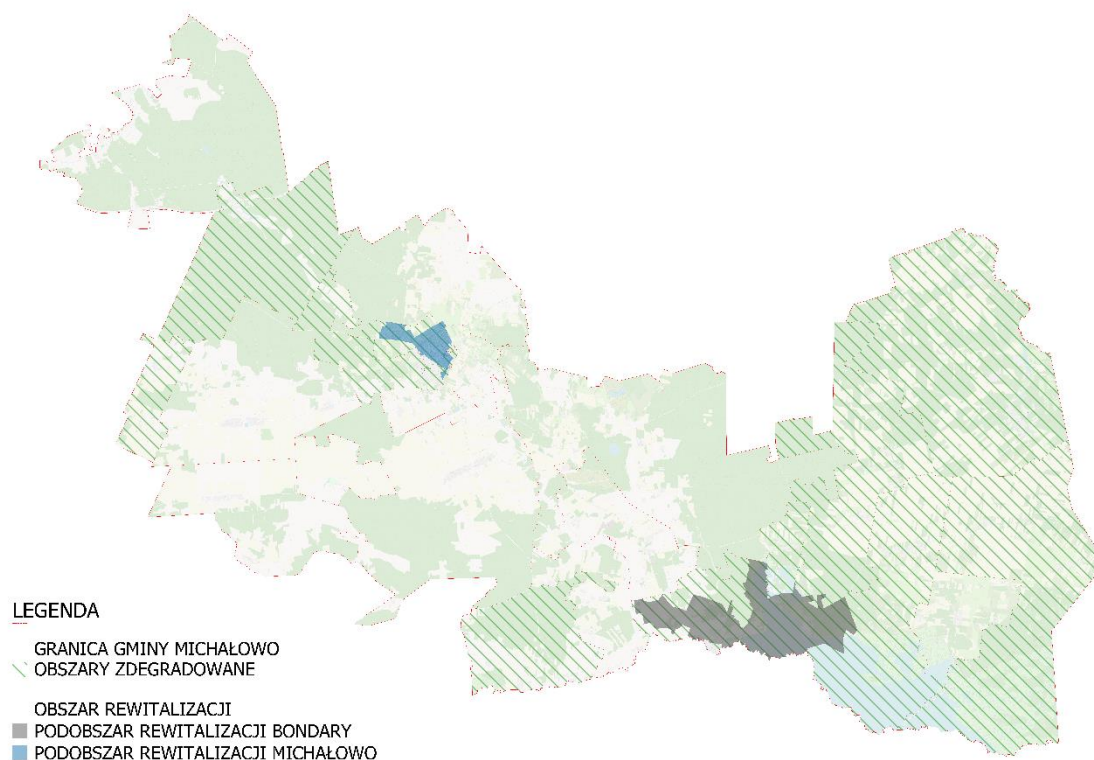 LEGENDA
GRANICA GMINY MICHAŁOWO
OBSZARY ZDEGRADOWANE
OBSZAR REWITALIZACJI
PODOBSZAR REWITALIZACJI BONDARY
PODOBSZAR REWITALIZACJI MICHAŁOWO